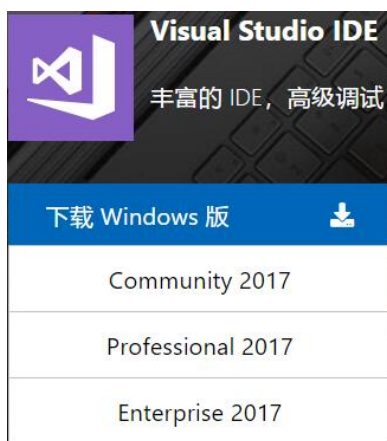 Visual Studio IDE
丰富的 IDE，高级调试
下载 Windows 版
Community 2017
Professional 2017
Enterprise 2017